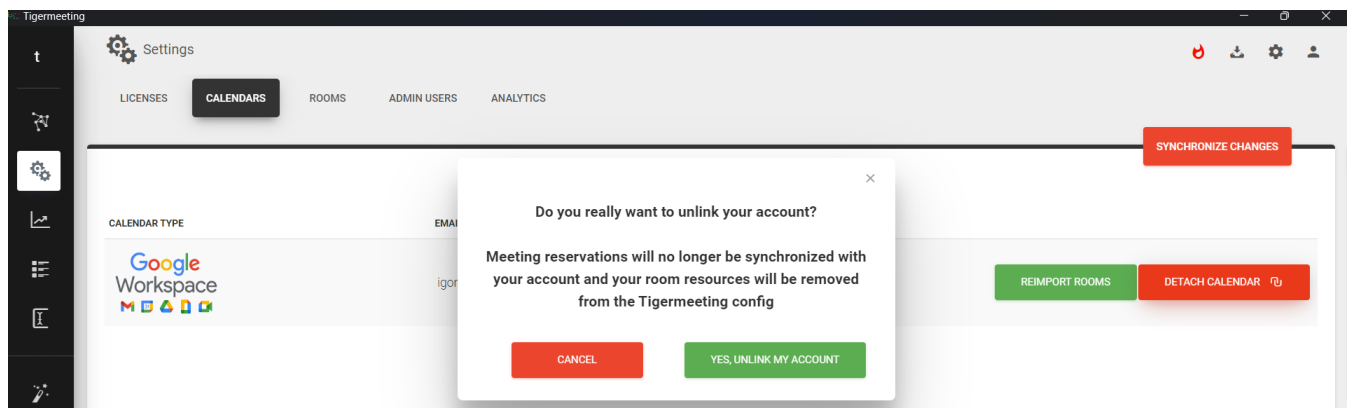 Tigermeeting
t
Settings
LICENSES
CALENDARS
ROOMS
ADMIN USERS
ANALYTICS
SYNCHRONIZE CHANGES
CALENDAR TYPE
EMAI
Google
Workspace
igor
REIMPORT ROOMS
DETACH CALENDAR
Do you really want to unlink your account?
Meeting reservations will no longer be synchronized with
your account and your room resources will be removed
from the Tigermeeting config
CANCEL
YES, UNLINK MY ACCOUNT